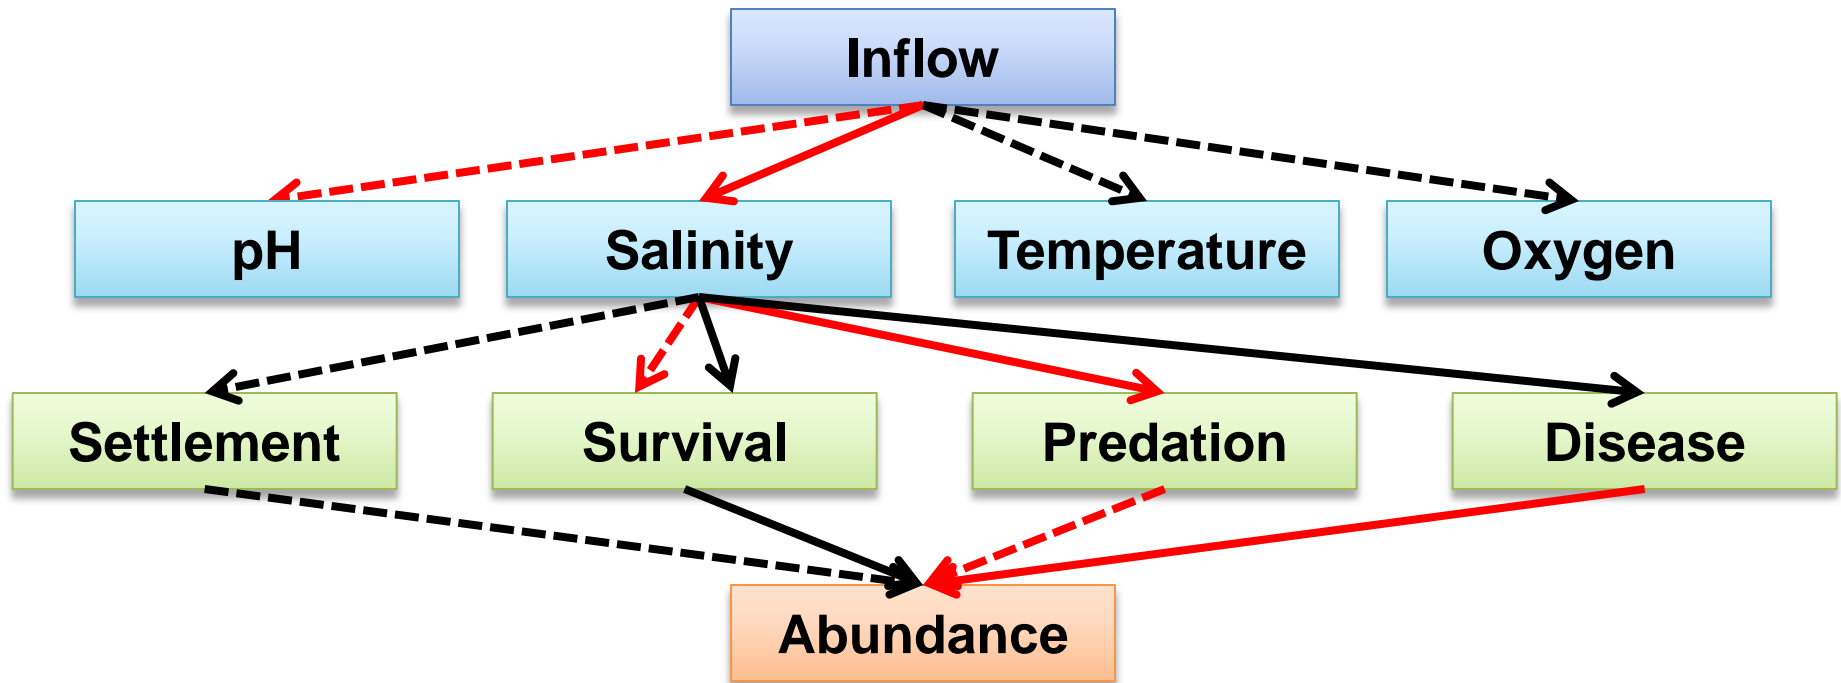 Inflow
pH
Salinity
Temperature
Oxygen
Settlement
Survival
Predation
Disease
Abundance